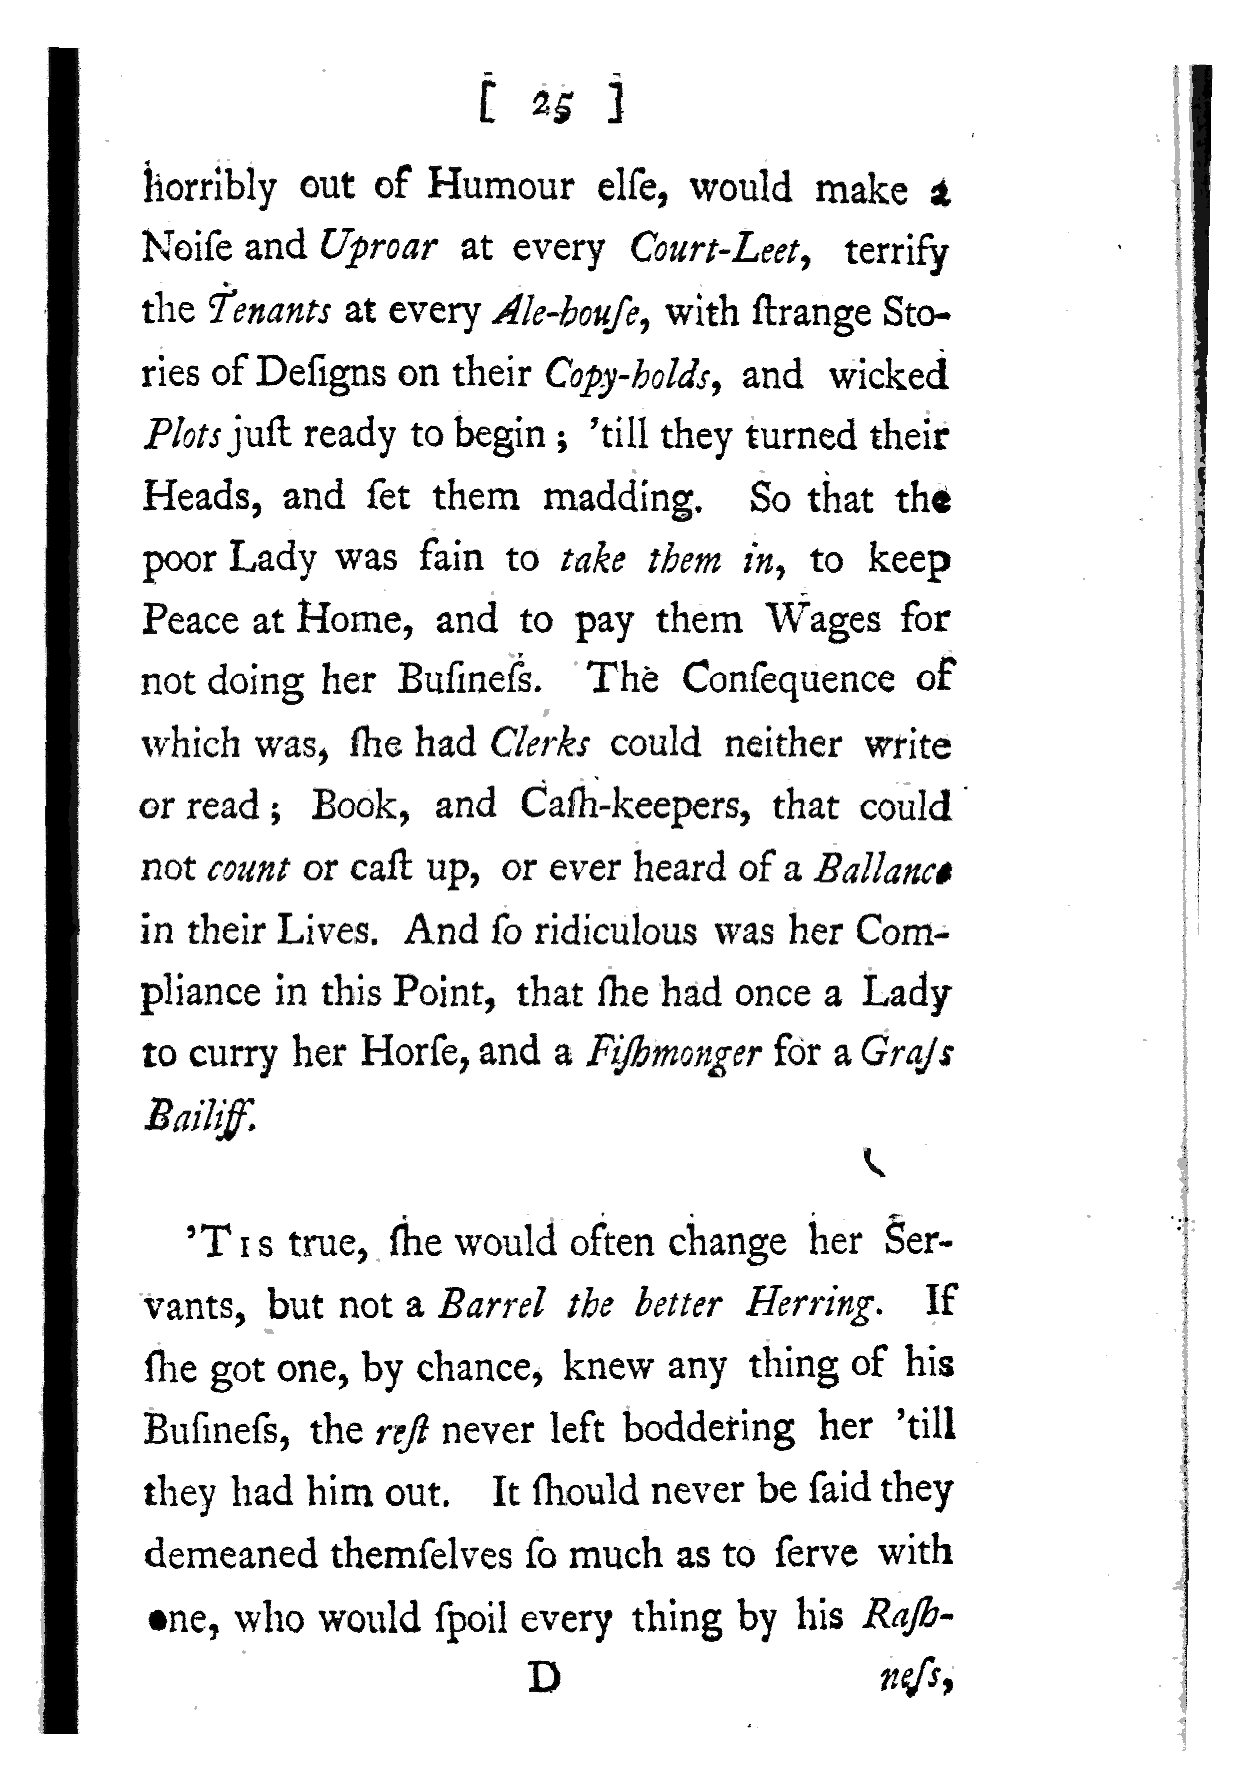 [ 25 ]
horribly out of Humour elſe, would make a
Noiſe and Uproar at every Court-Leet, terrify
the Tenants at every Ale-houſe, with ſtrange Sto-
ries of Deſigns on their Copy-holds, and wicked
Plots juſt ready to begin ; ’till they turned their
Heads, and ſet them madding. So that the
poor Lady was fain to take them in, to keep
Peace at Home, and to pay them Wages for
not doing her Buſineſs. The Conſequence of
which was, ſhe had Clerks could neither write
or read ; Book, and Caſh-keepers, that could
not count or caſt up, or ever heard of a Ballance
in their Lives. And ſo ridiculous was her Com-
pliance in this Point, that ſhe had once a Lady
to curry her Horſe, and a Fiſhmonger for a Graſs
Bailiff.
’TIS true, ſhe would often change her Ser-
vants, but not a Barrel the better Herring. If
ſhe got one, by chance, knew any thing of his
Buſineſs, the reſt never left boddering her ’till
they had him out. It ſhould never be ſaid they
demeaned themſelves ſo much as to ſerve with
one, who would ſpoil every thing by his Raſh-
D neſs,